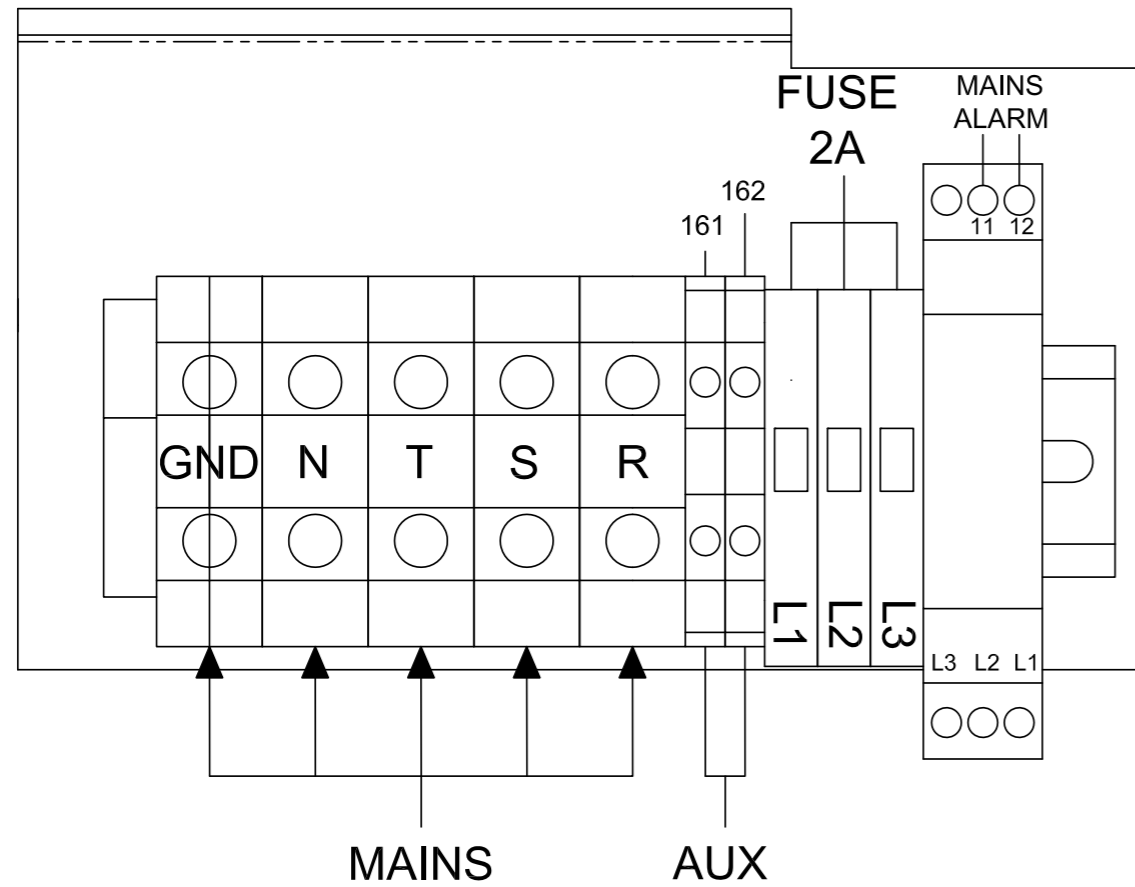 FUSE
2A
MAINS
ALARM
161
162
11 12
GND N T S R
L1 L2 L3
L3 L2 L1
MAINS
AUX